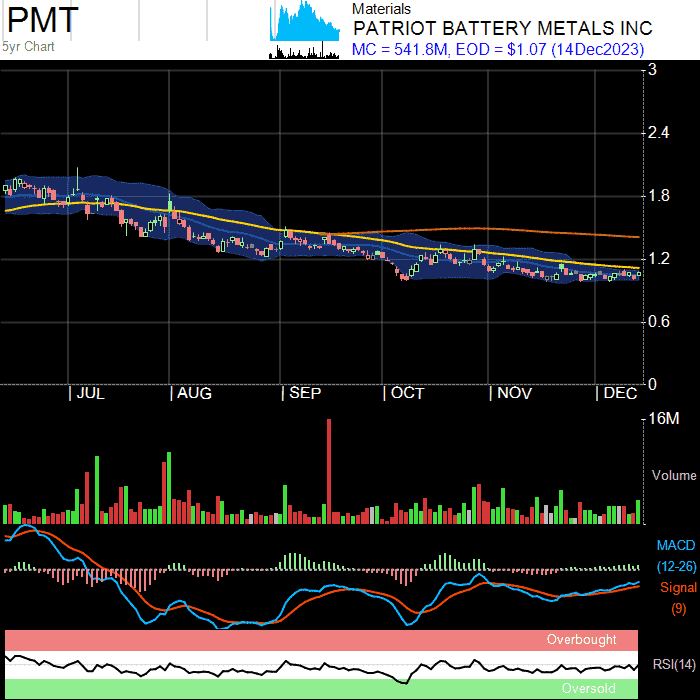 PMT
5yr Chart
Materials
PATRIOT BATTERY METALS INC
MC = 541.8M, EOD = $1.07 (14Dec2023)
3
2.4
1.8
1.2
0.6
0
| JUL | AUG | SEP | OCT | NOV | DEC
16M
Volume
MACD
(12-26)
Signal
(9)
Overbought
RSI(14)
Oversold